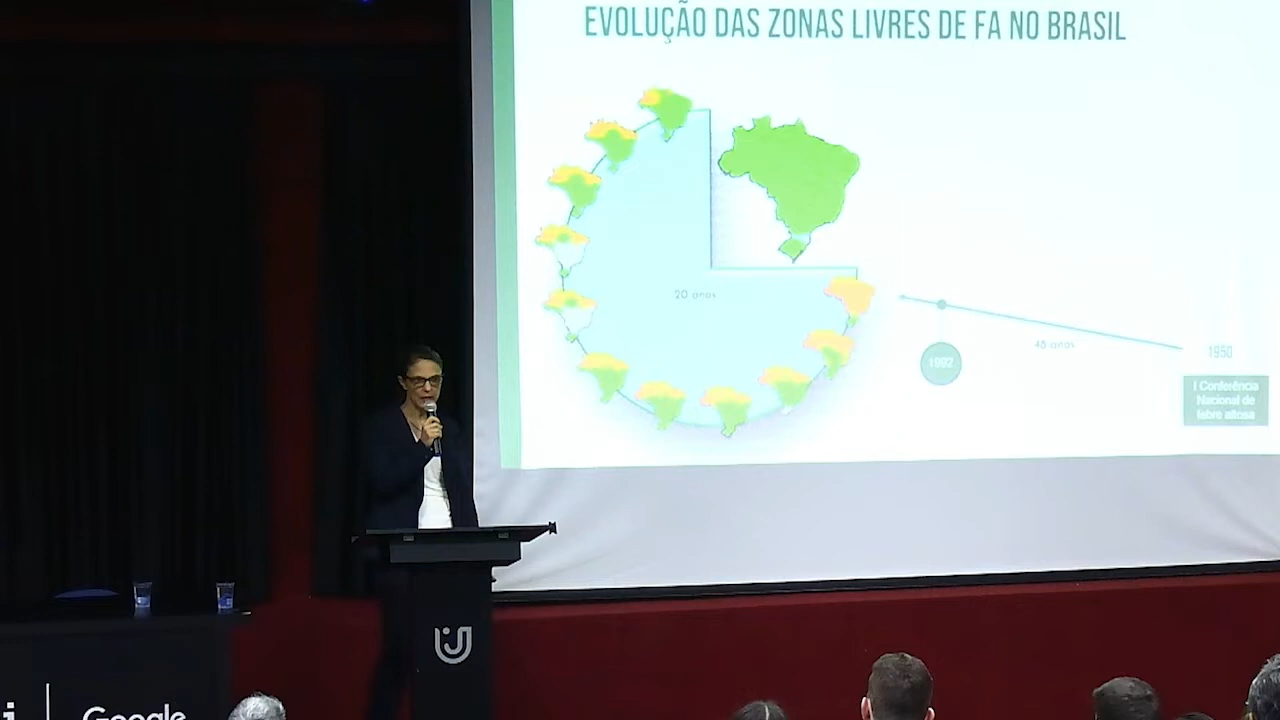 EVOLUÇÃO DAS ZONAS LIVRES DE FA NO BRASIL
20 anos
1992
48 anos
1950
I Conferência
Nacional de
febre aftosa
Google